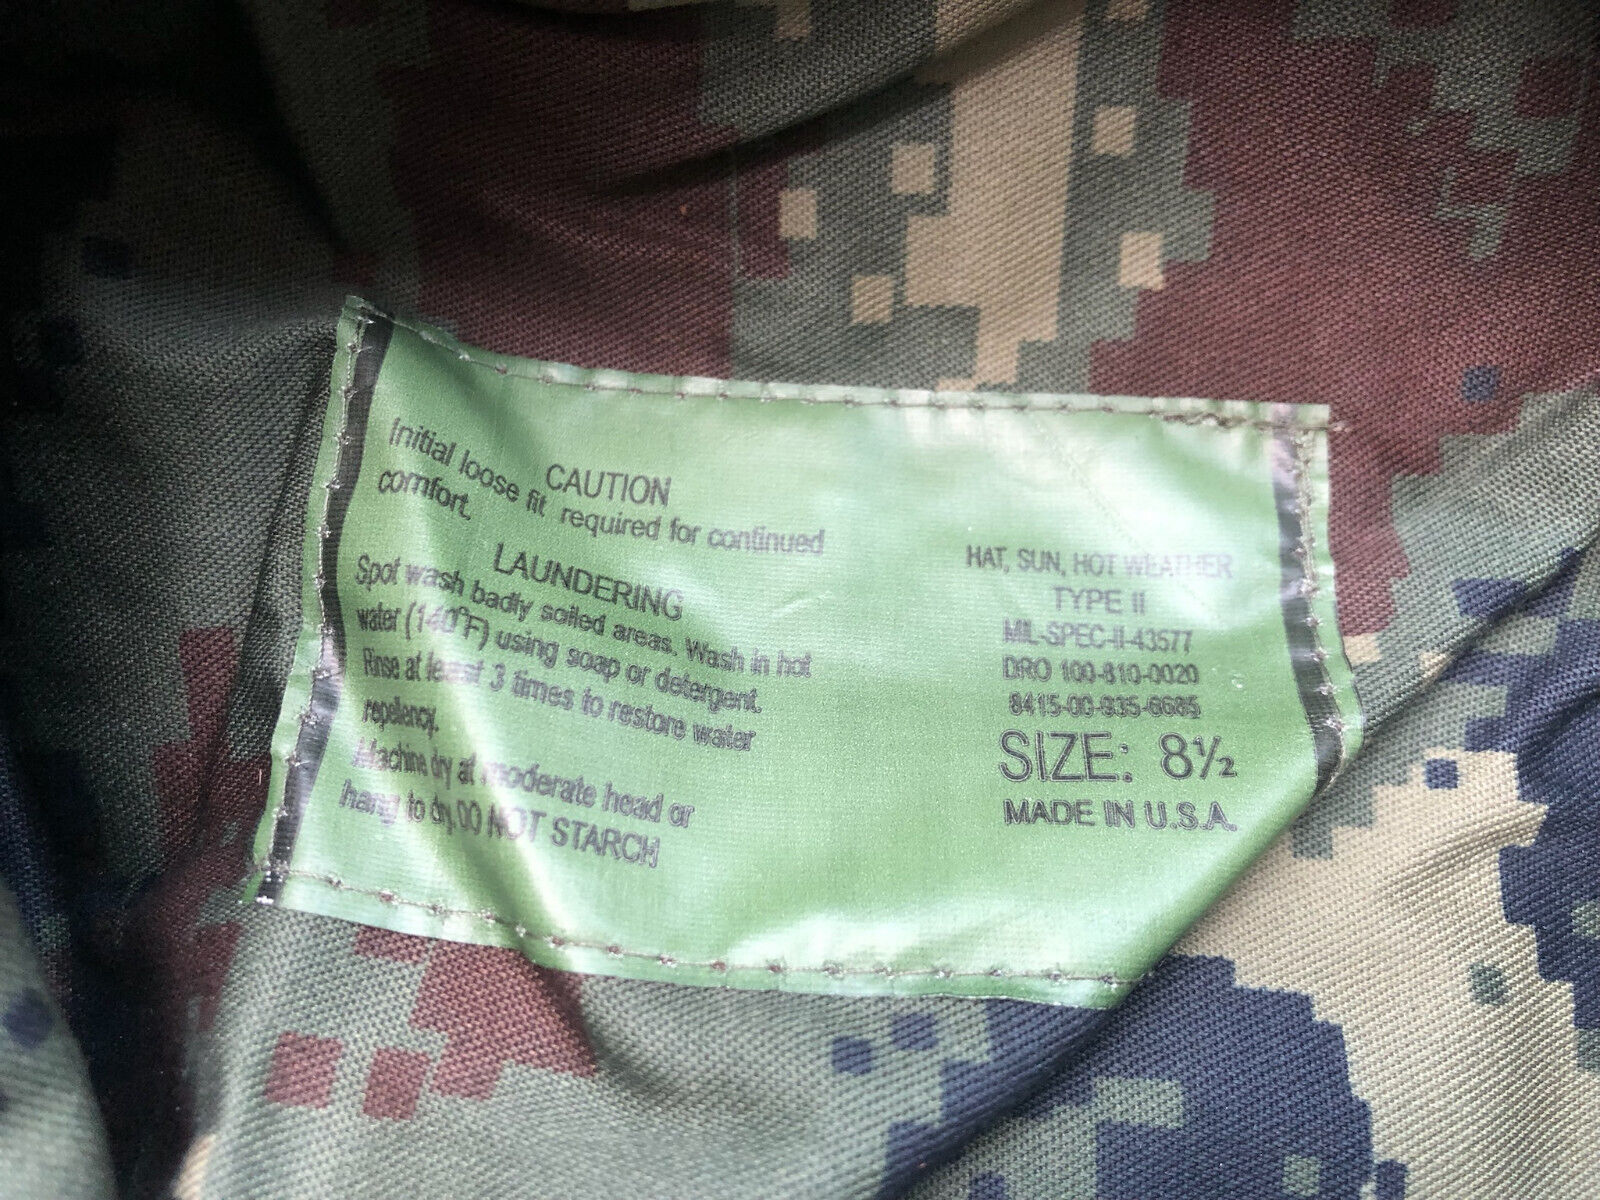 CAUTION
Initial loose fit required for continued
comfort.
LAUNDERING
Spot wash badly soiled areas. Wash in hot
water (140°F) using soap or detergent.
Rinse at least 3 times to restore water
repellency.
Machine dry at moderate head or
hang to dry.OO NOT STARCH
HAT, SUN, HOT WEATHER
TYPE II
MIL-SPEC-II-43577
DRO 100-810-0020
8415-00-935-6685
SIZE: 8½
MADE IN U.S.A.